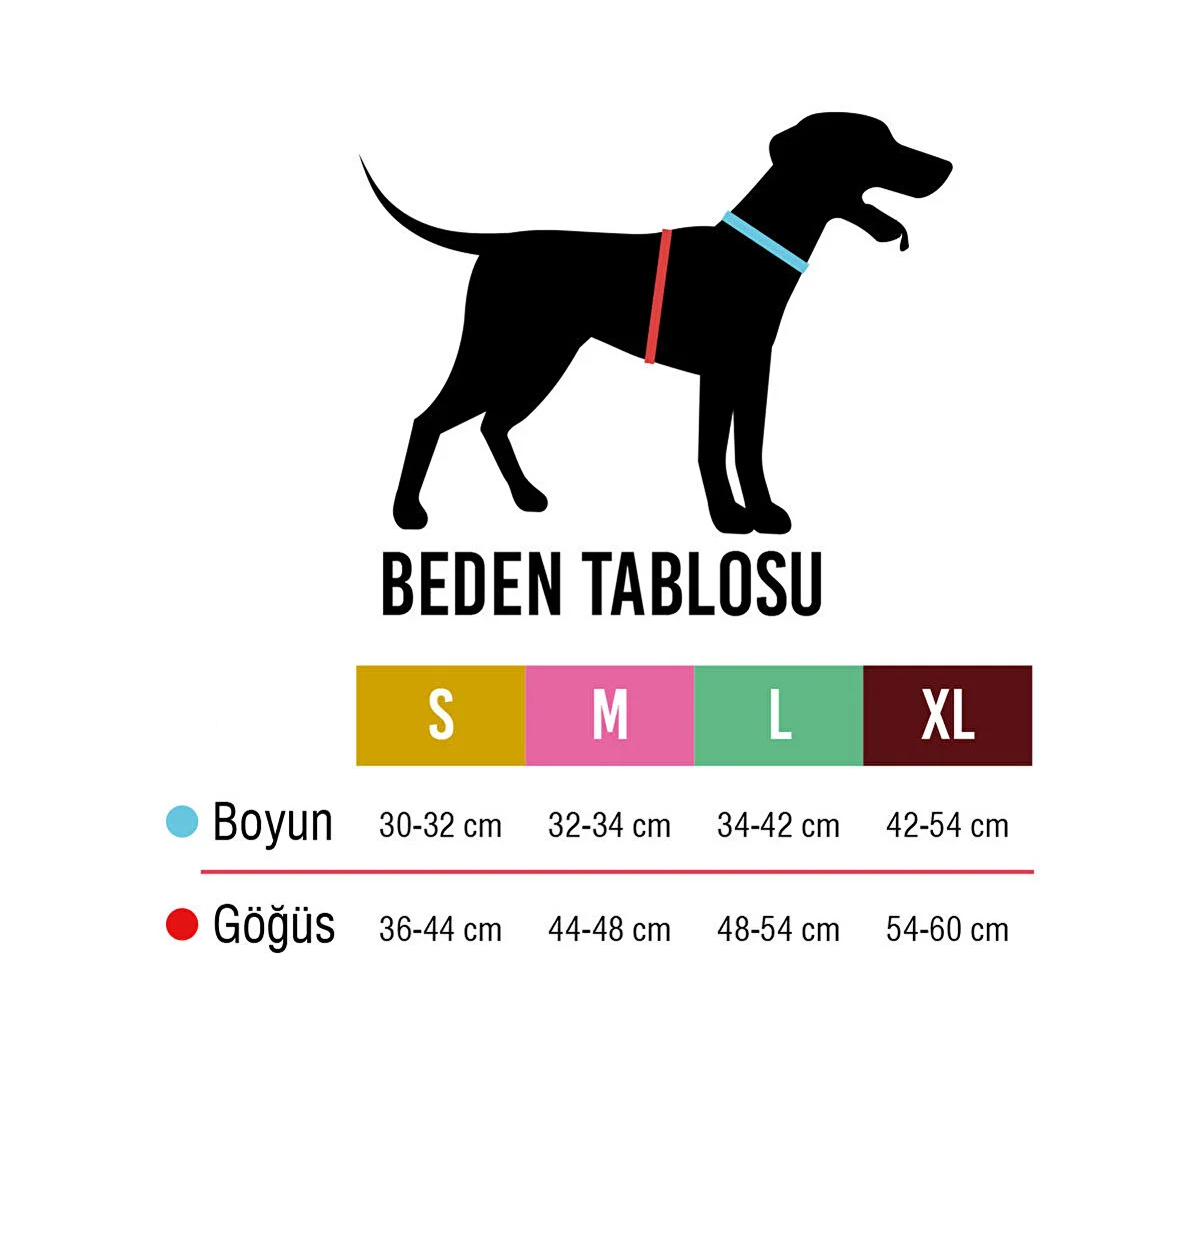 BEDEN TABLOSU
S M L XL
Boyun 30-32 cm 32-34 cm 34-42 cm 42-54 cm
Göğüs 36-44 cm 44-48 cm 48-54 cm 54-60 cm